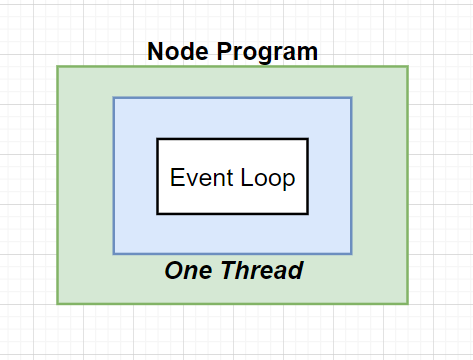 Node Program
Event Loop
One Thread